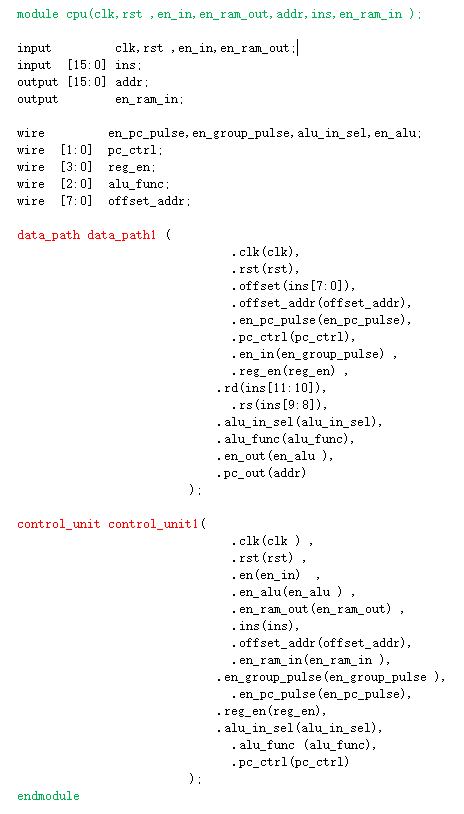 module cpu(clk,rst ,en_in,en_ram_out,addr,ins,en_ram_in );
input clk,rst ,en_in,en_ram_out;
input [15:0] ins;
output [15:0] addr;
output en_ram_in;
wire en_pc_pulse,en_group_pulse,alu_in_sel,en_alu;
wire [1:0] pc_ctrl;
wire [3:0] reg_en;
wire [2:0] alu_func;
wire [7:0] offset_addr;
data_path data_path1 (
.clk(clk),
.rst(rst),
.offset(ins[7:0]),
.offset_addr(offset_addr),
.en_pc_pulse(en_pc_pulse),
.pc_ctrl(pc_ctrl),
.en_in(en_group_pulse) ,
.reg_en(reg_en) ,
.rd(ins[11:10]),
.rs(ins[9:8]),
.alu_in_sel(alu_in_sel),
.alu_func(alu_func),
.en_out(en_alu ),
.pc_out(addr)
);
control_unit control_unit1(
.clk(clk ) ,
.rst(rst) ,
.en(en_in) ,
.en_alu(en_alu ) ,
.en_ram_out(en_ram_out) ,
.ins(ins),
.offset_addr(offset_addr),
.en_ram_in(en_ram_in ),
.en_group_pulse(en_group_pulse ),
.en_pc_pulse(en_pc_pulse),
.reg_en(reg_en),
.alu_in_sel(alu_in_sel),
.alu_func (alu_func),
.pc_ctrl(pc_ctrl)
);
endmodule